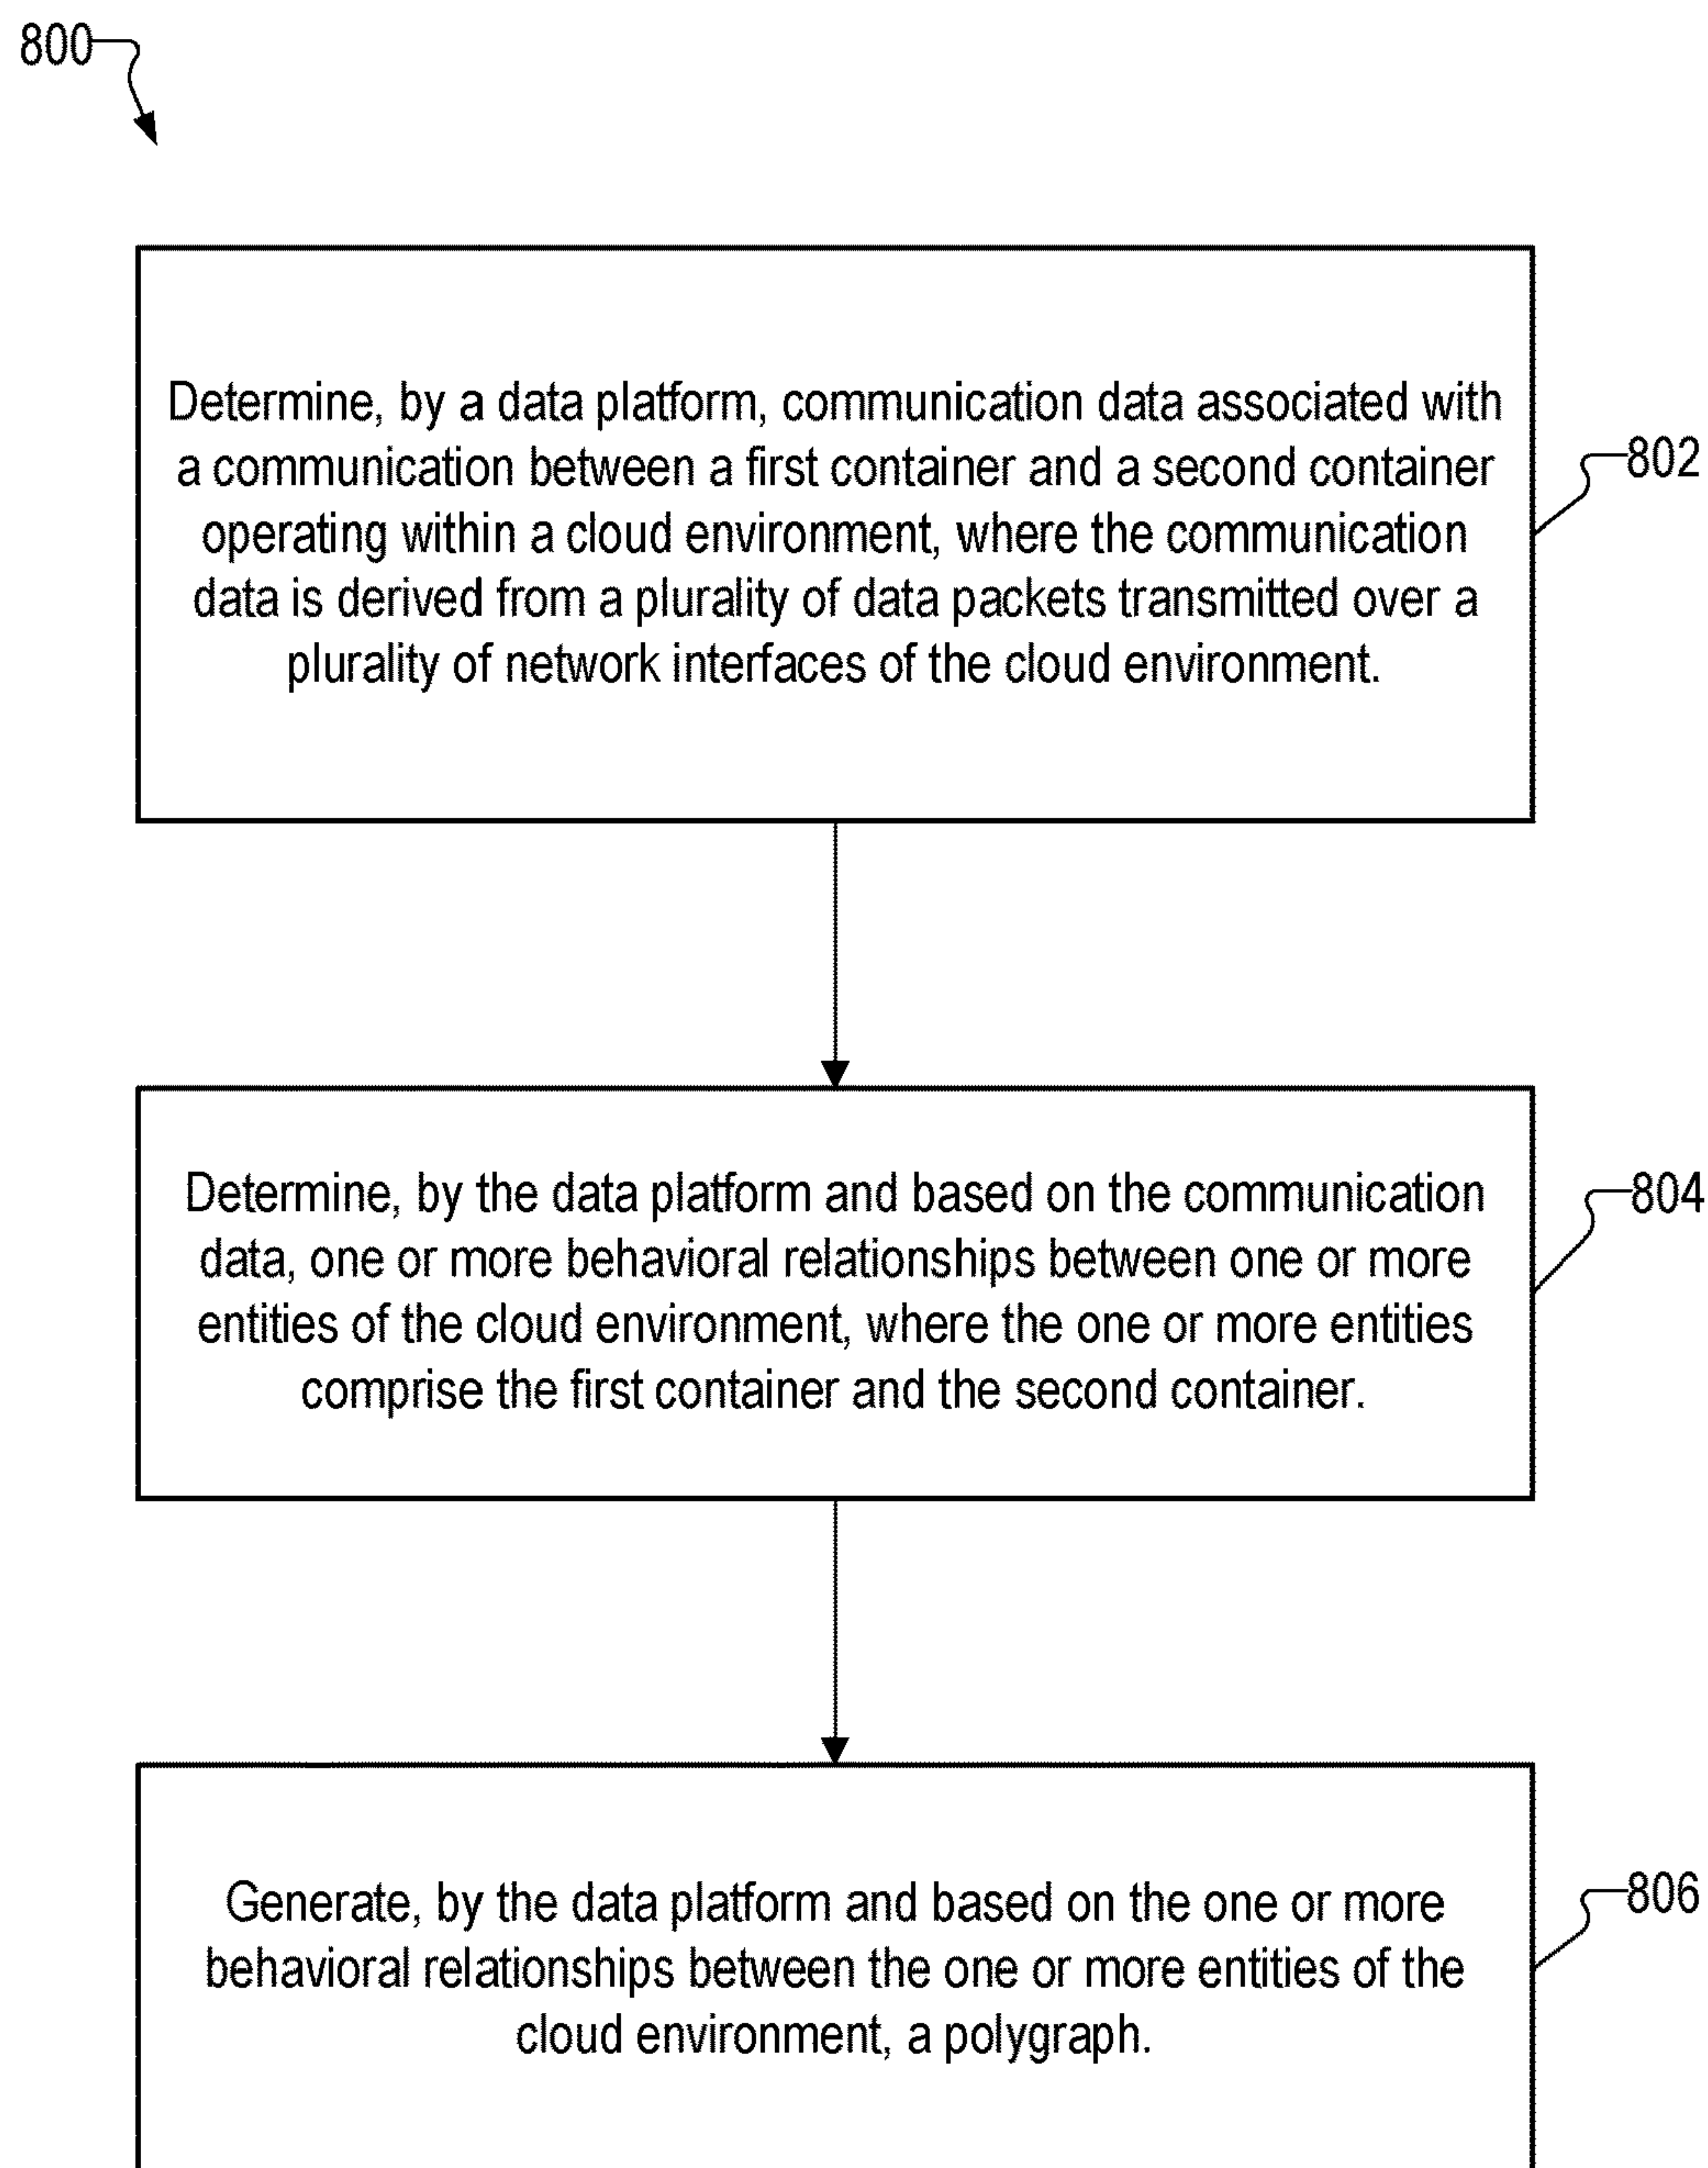 800
Determine, by a data platform, communication data associated with
a communication between a first container and a second container
operating within a cloud environment, where the communication
data is derived from a plurality of data packets transmitted over a
plurality of network interfaces of the cloud environment.
802
Determine, by the data platform and based on the communication
data, one or more behavioral relationships between one or more
entities of the cloud environment, where the one or more entities
comprise the first container and the second container.
804
Generate, by the data platform and based on the one or more
behavioral relationships between the one or more entities of the
cloud environment, a polygraph.
806